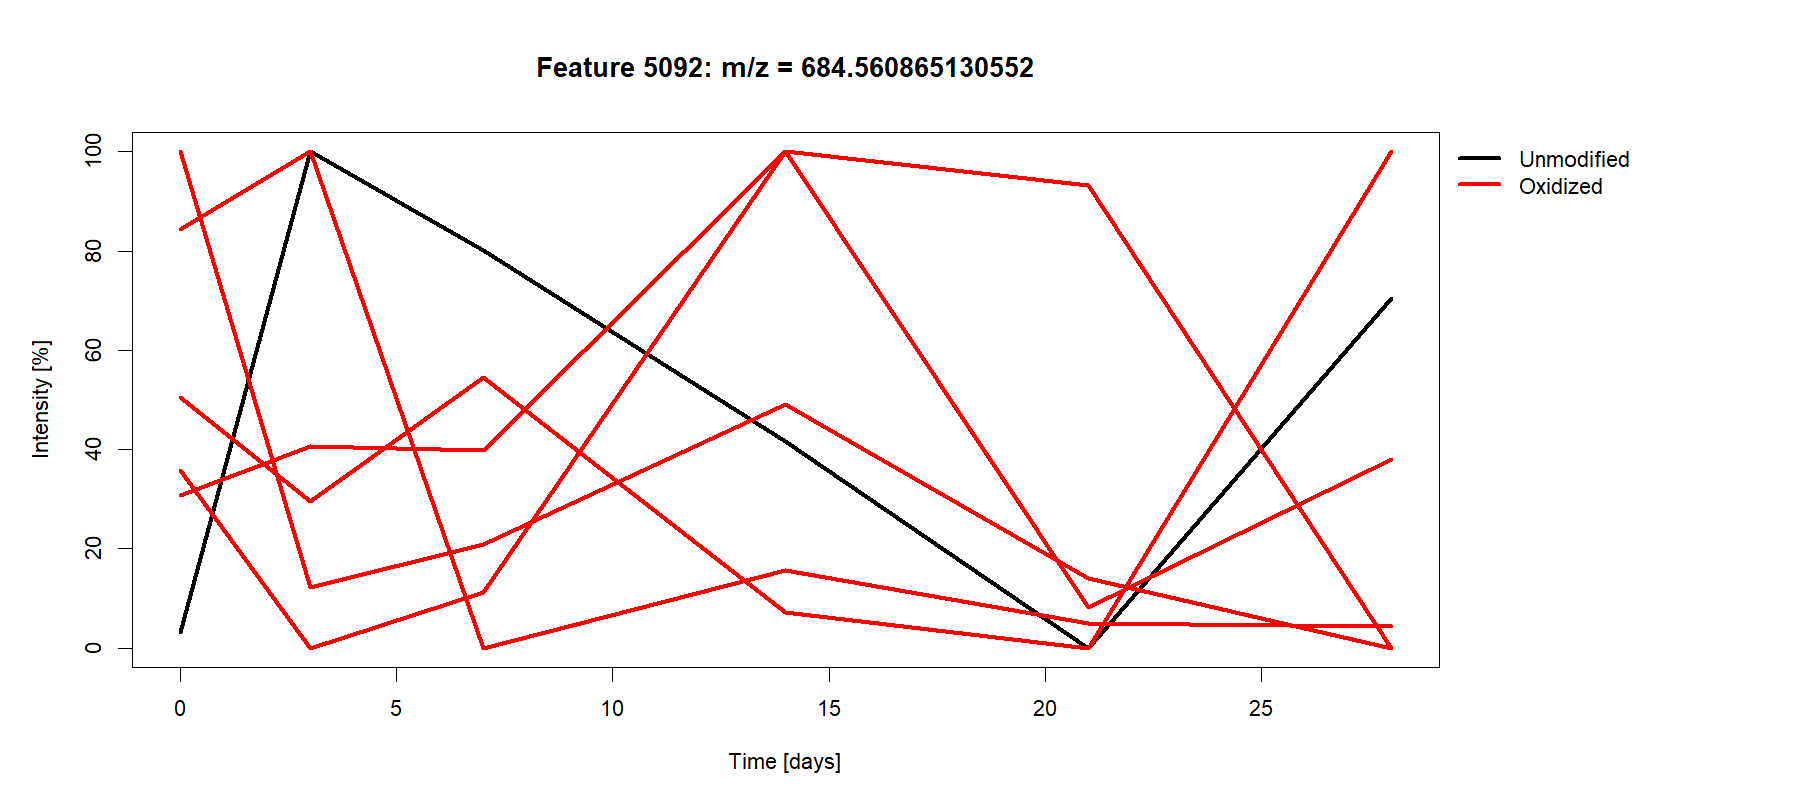 Feature 5092: m/z = 684.560865130552
Unmodified
Oxidized
Intensity [%]
100
80
60
40
20
0
0 5 10 15 20 25
Time [days]